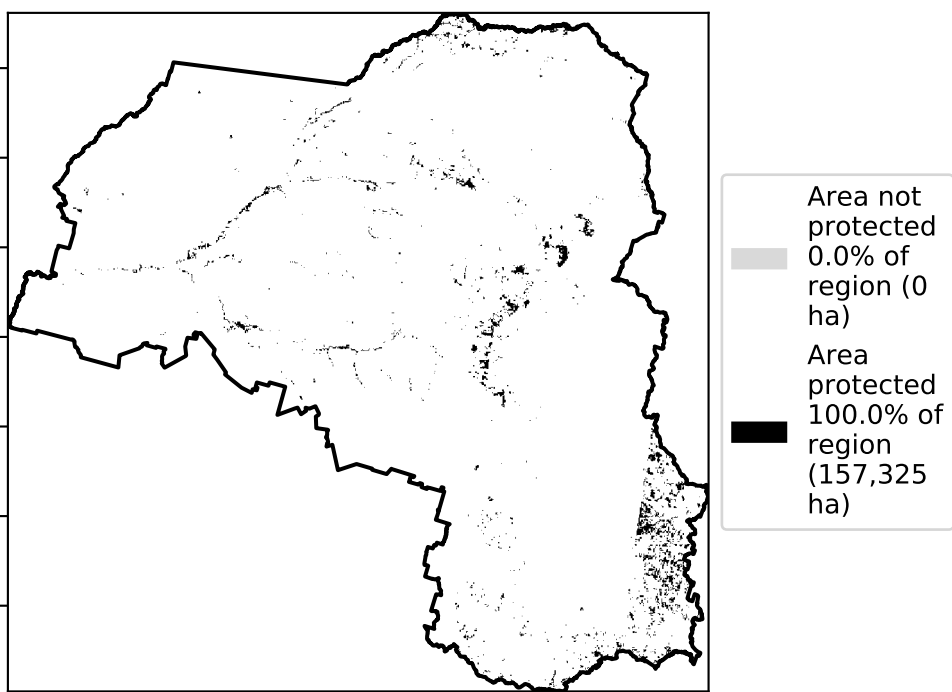 Area not
protected
0.0% of
region (0
ha)
Area
protected
100.0% of
region
(157,325
ha)